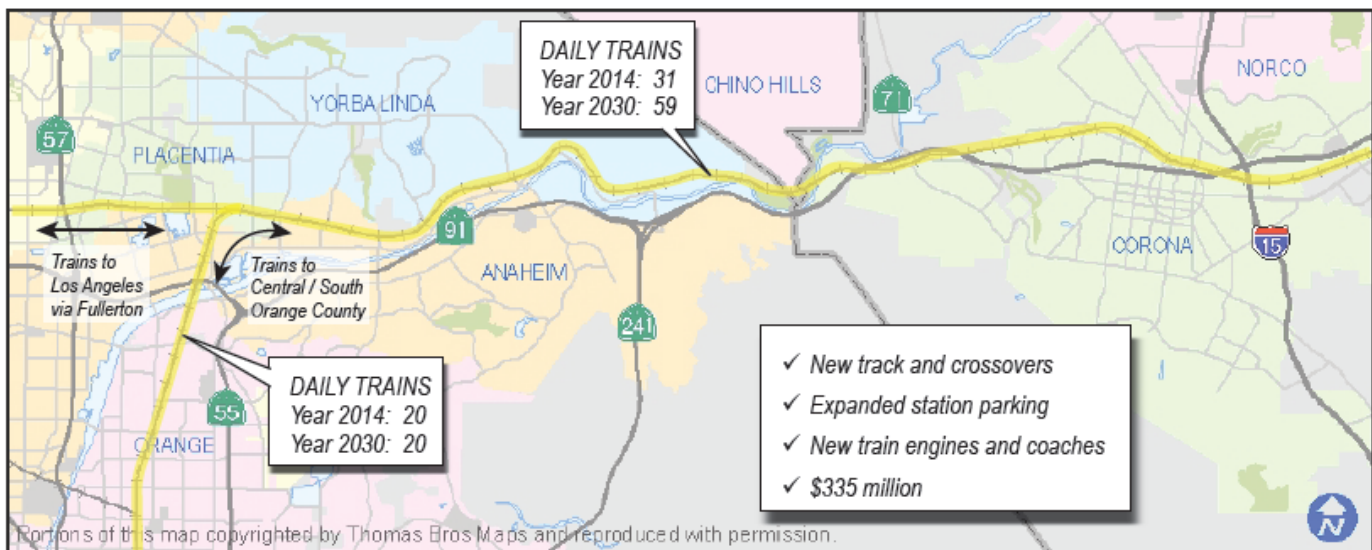 DAILY TRAINS
Year 2014: 31
Year 2030: 59
CHINO HILLS
NORCO
71
YORBA LINDA
57
PLACENTIA
91
Trains to
Los Angeles
via Fullerton
Trains to
Central / South
Orange County
ANAHEIM
CORONA
15
241
DAILY TRAINS
Year 2014: 20
Year 2030: 20
55
ORANGE
✓ New track and crossovers
✓ Expanded station parking
✓ New train engines and coaches
✓ $335 million
Portions of this map copyrighted by Thomas Bros Maps and reproduced with permission.
N